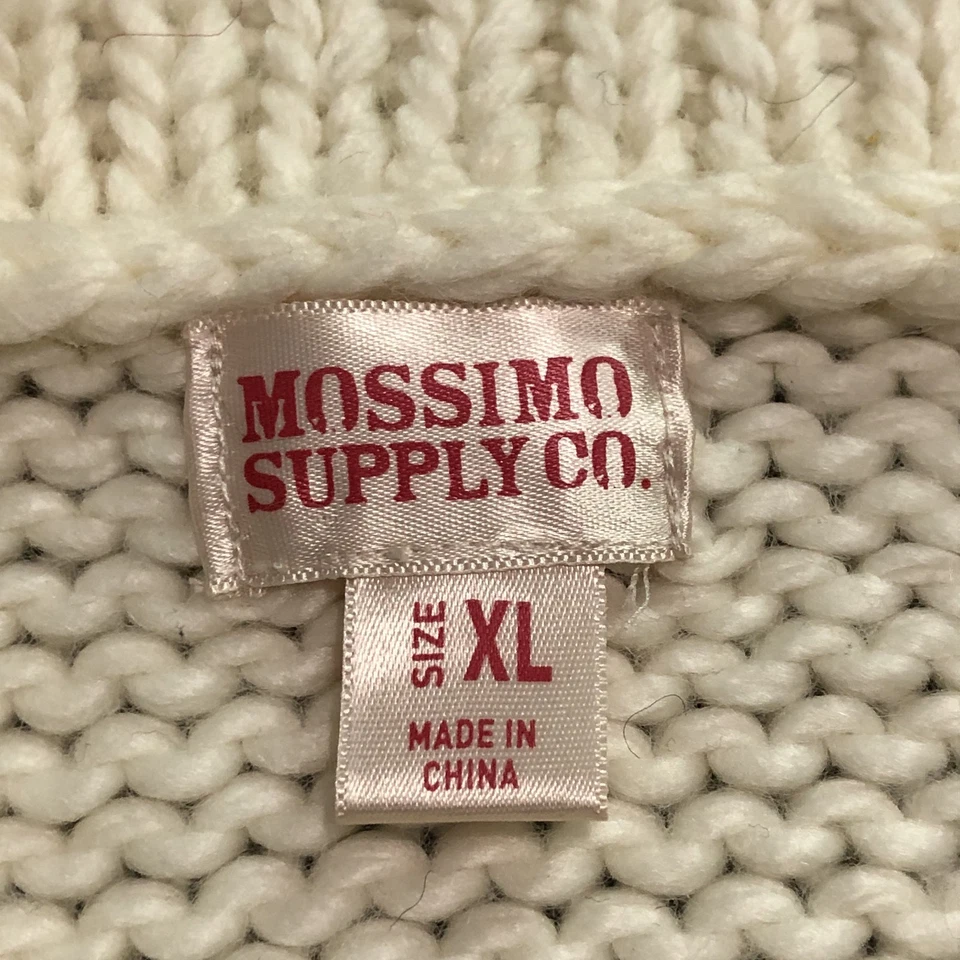 MOSSIMO
SUPPLY CO.
SIZE XL
MADE IN
CHINA